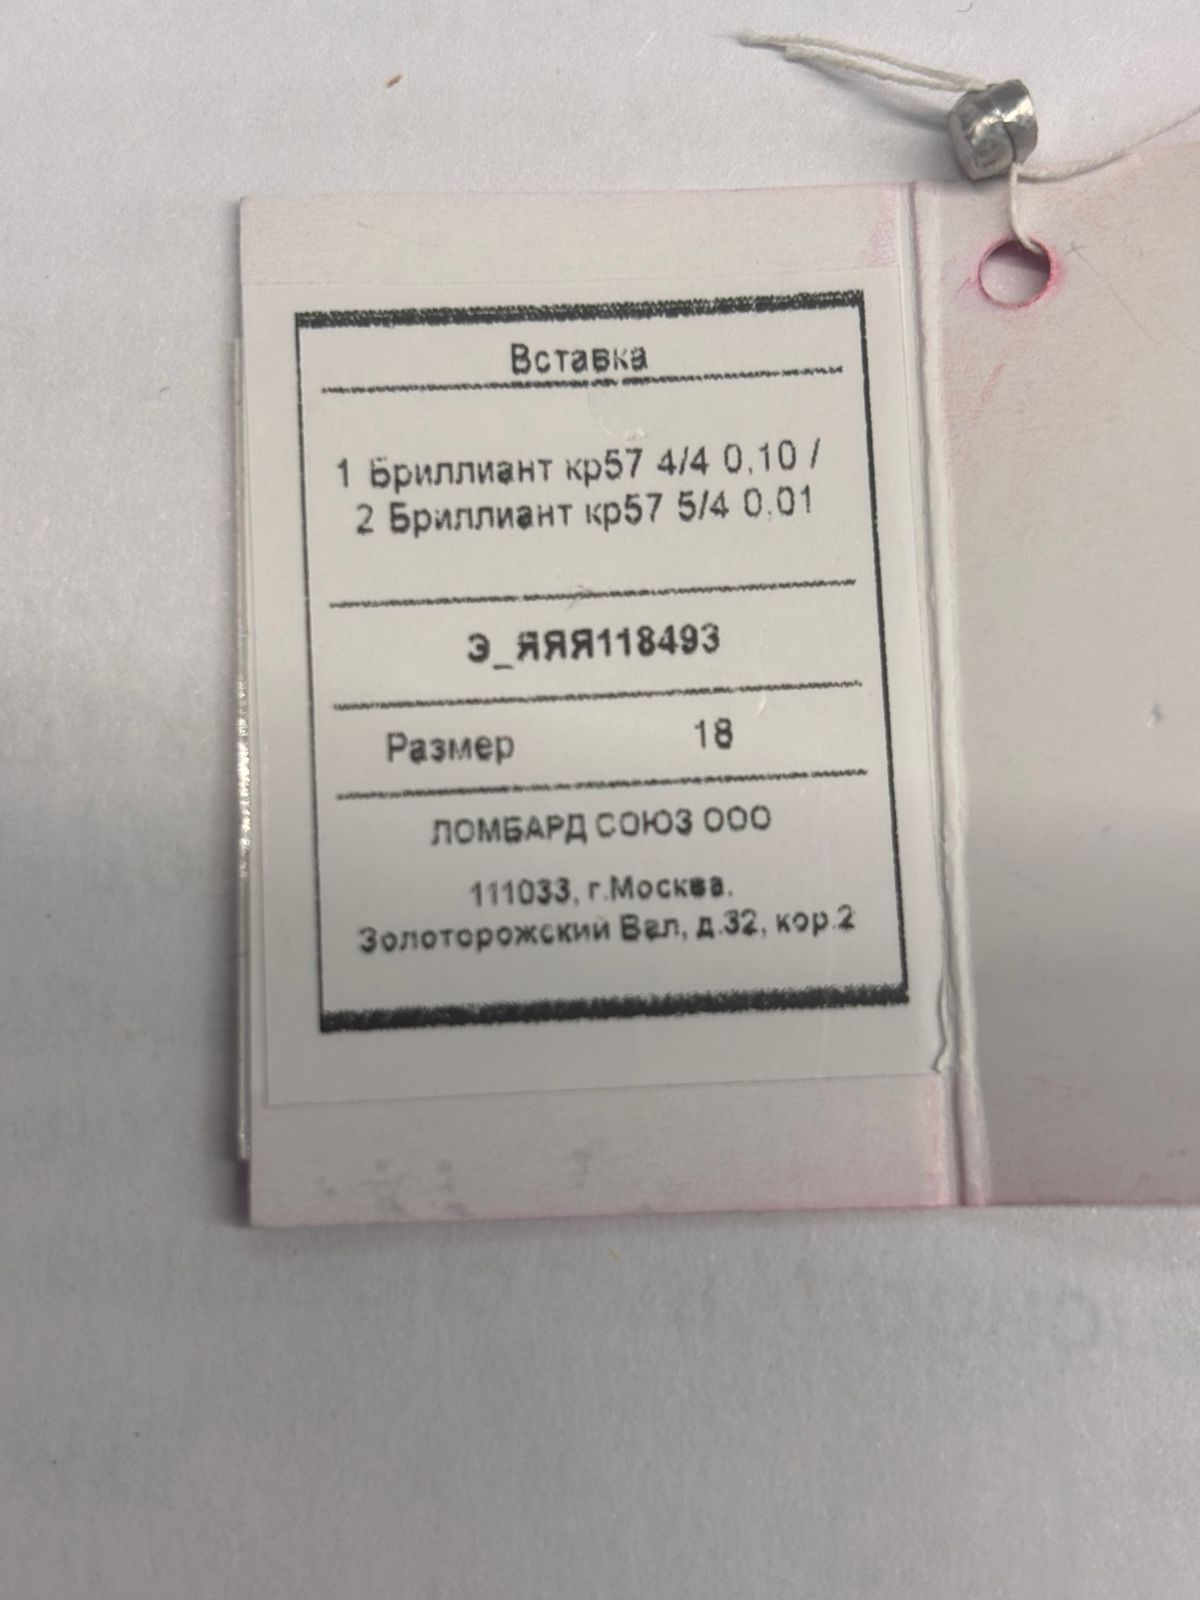 Вставка
1 Бриллиант кр57 4/4 0,10 /
2 Бриллиант кр57 5/4 0,01
Э_ЯЯЯ118493
Размер 18
ЛОМБАРД СОЮЗ ООО
111033, г.Москва.
Золоторожский Вал, д.32, кор.2